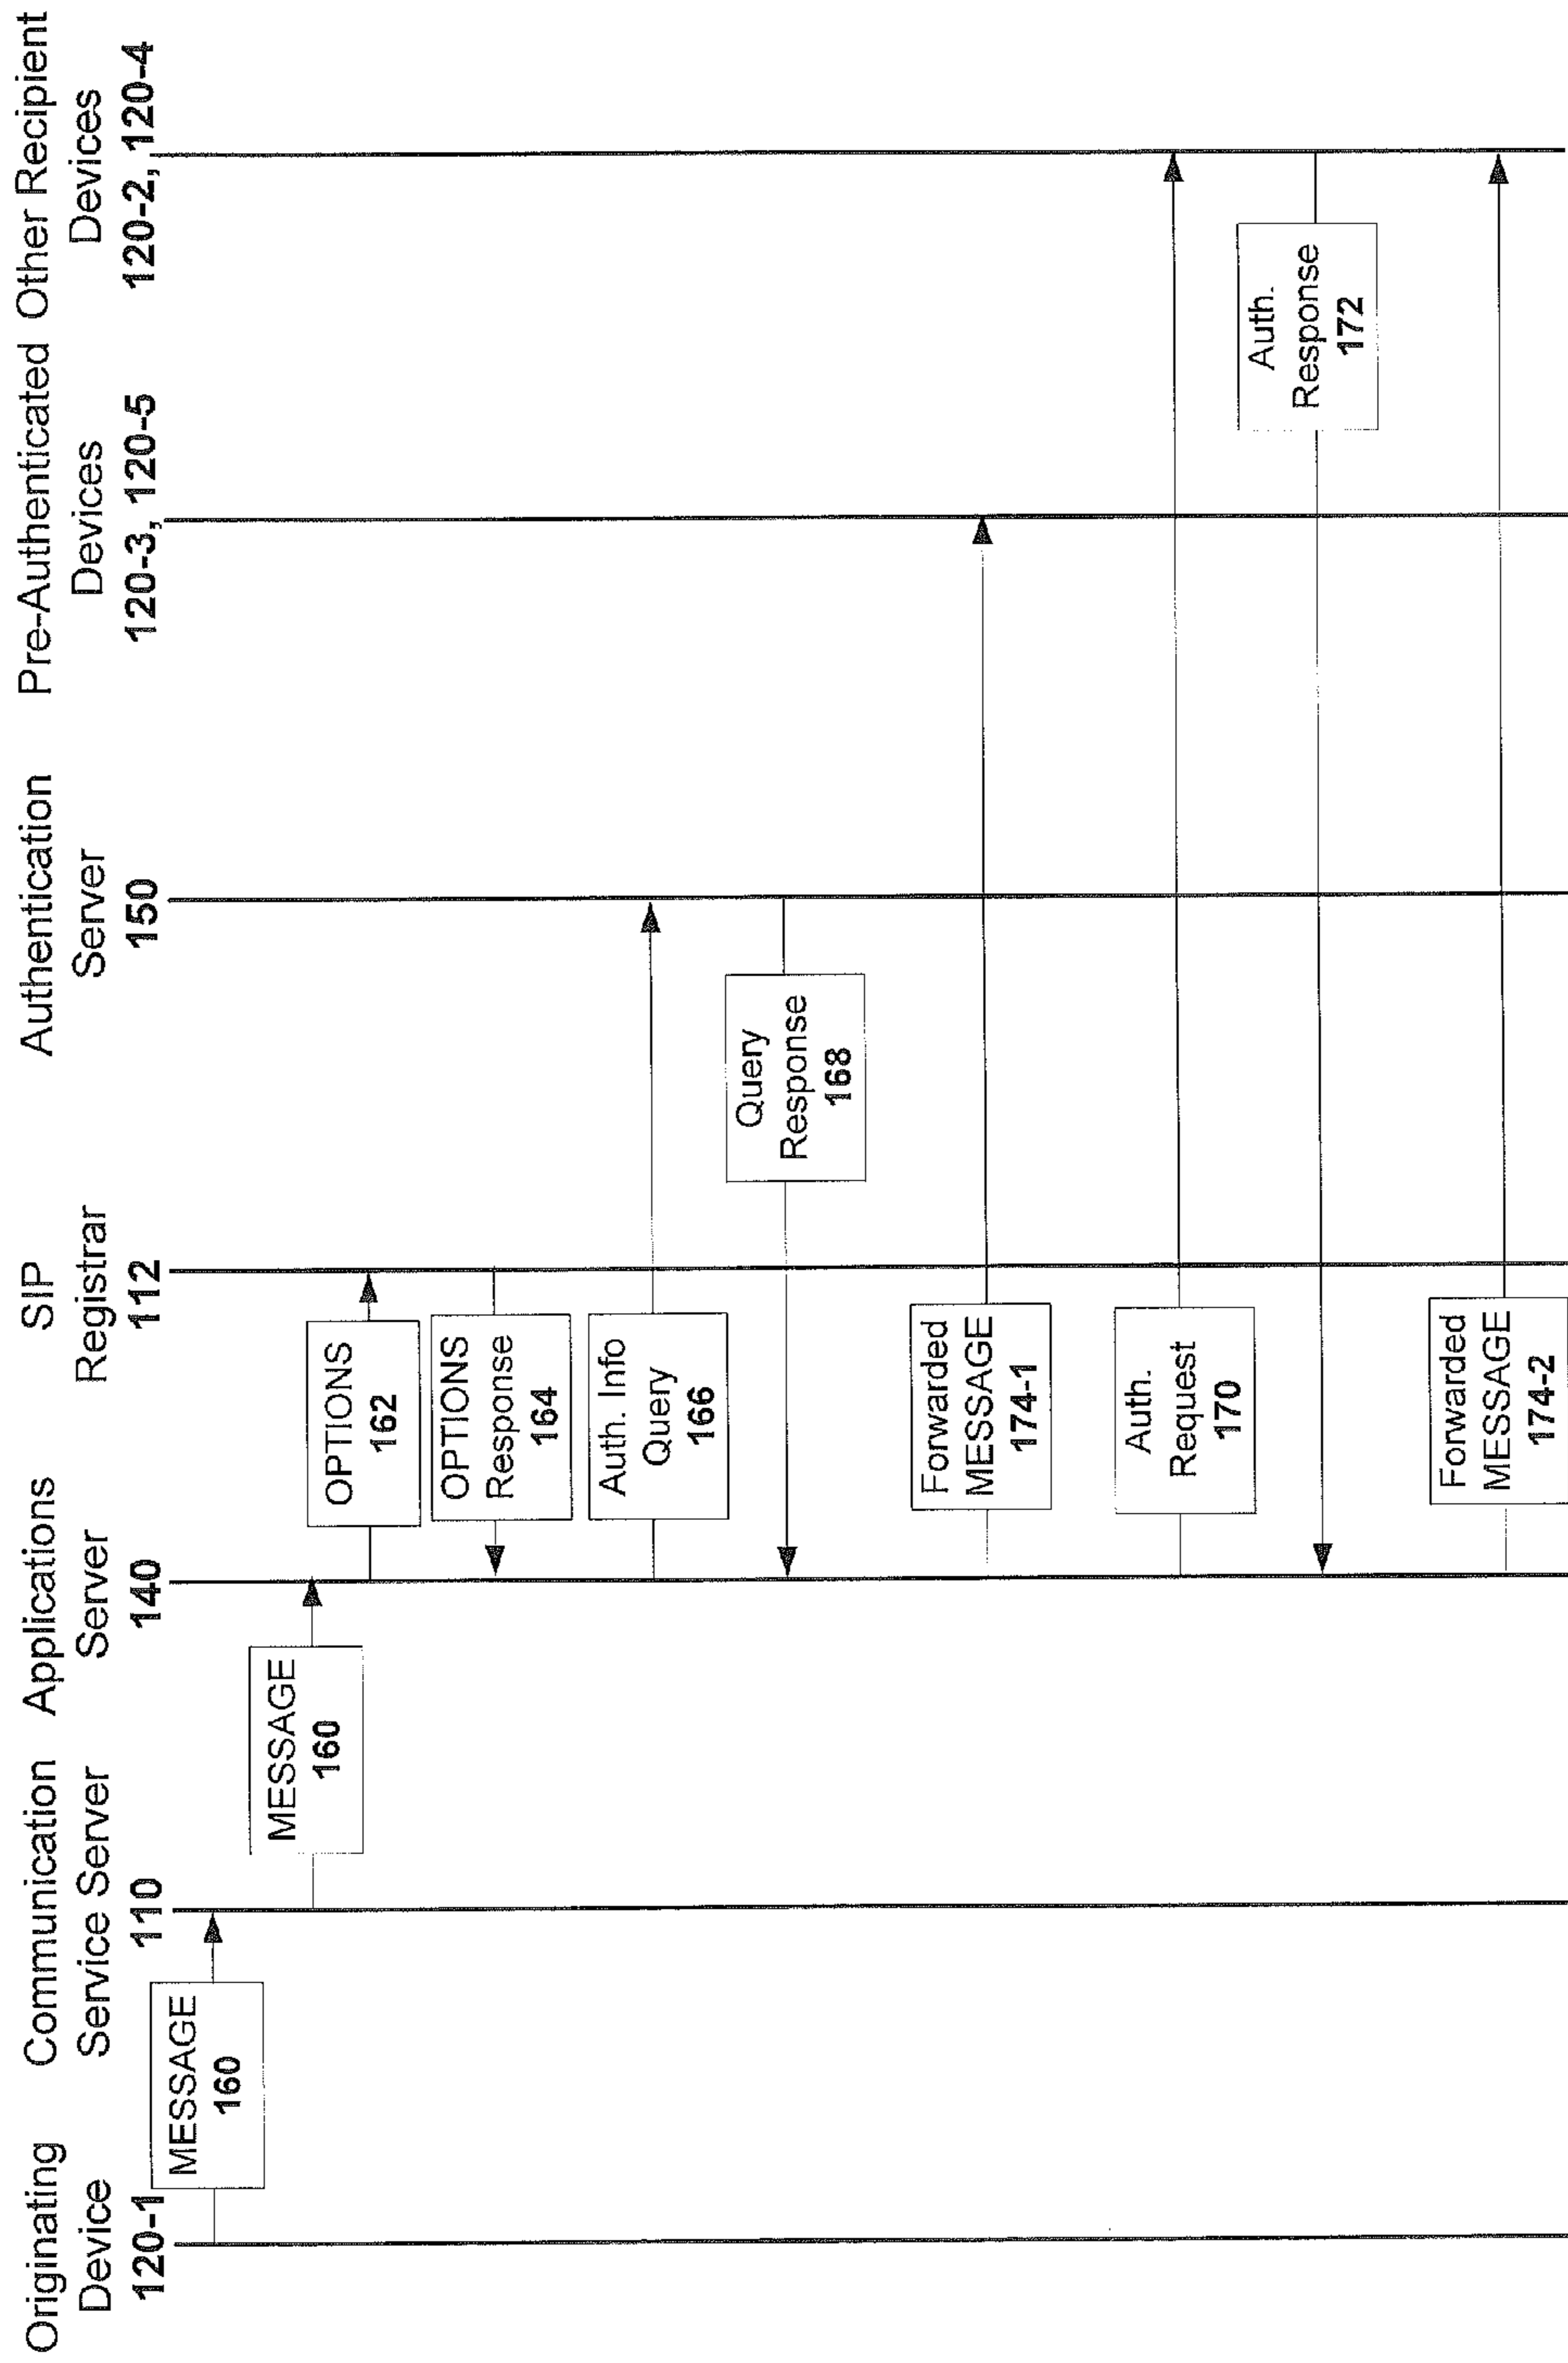 Originating
Device
120-1
Communication
Service Server
110
Applications
Server
140
SIP
Registrar
112
Authentication
Server
150
Pre-Authenticated
Devices
120-3, 120-5
Other Recipient
Devices
120-2, 120-4
MESSAGE
160
MESSAGE
160
OPTIONS
162
OPTIONS
Response
164
Auth. Info
Query
166
Query
Response
168
Forwarded
MESSAGE
174-1
Auth.
Request
170
Auth.
Response
172
Forwarded
MESSAGE
174-2